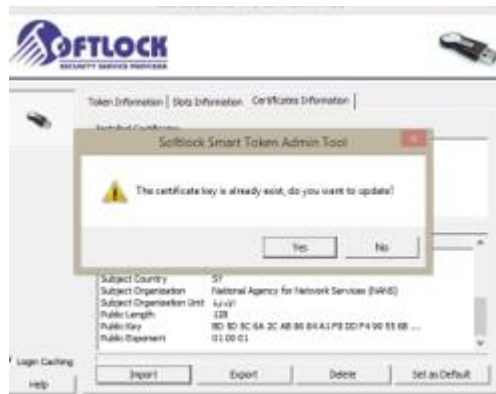 SOFTLOCK
SECURITY SERVICE PROVIDER
Token Information
Slots Information
Certificates Information
Installed Certificates
Softlock Smart Token Admin Tool
The certificate key is already exist, do you want to update?
Yes
No
Subject Country SY
Subject Organization National Agency for Network Services (NANS)
Subject Organization Unit
Public Length 128
Public Key
Public Exponent 01 00 01
Login Caching
Help
Import
Export
Delete
Set as Default